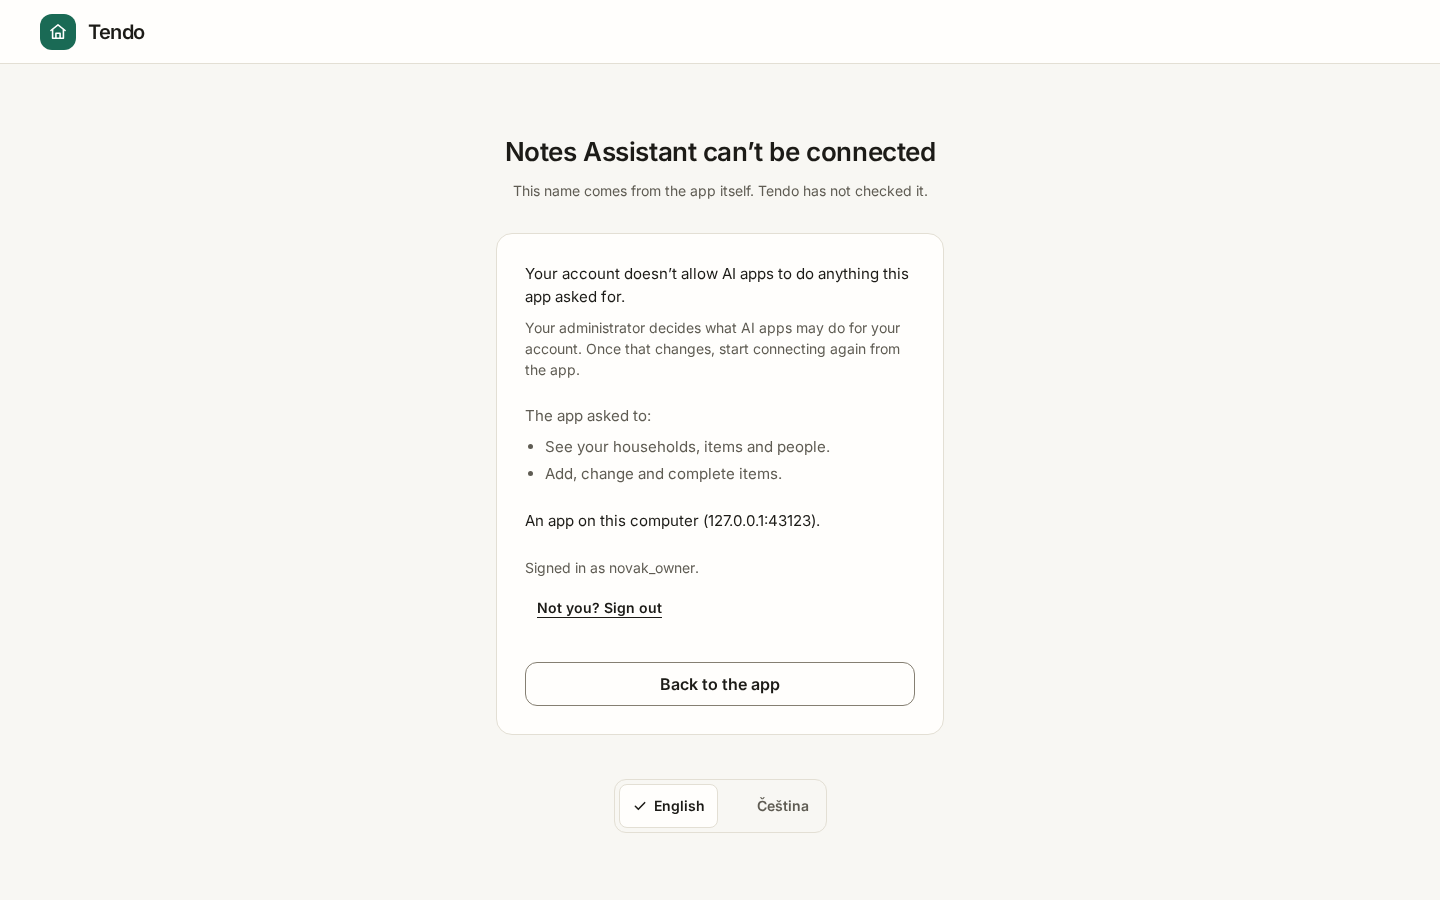 Tendo
Notes Assistant can’t be connected
This name comes from the app itself. Tendo has not checked it.
Your account doesn’t allow AI apps to do anything this
app asked for.
Your administrator decides what AI apps may do for your
account. Once that changes, start connecting again from
the app.
The app asked to:
• See your households, items and people.
• Add, change and complete items.
An app on this computer (127.0.0.1:43123).
Signed in as novak_owner.
Not you? Sign out
Back to the app
English
Čeština